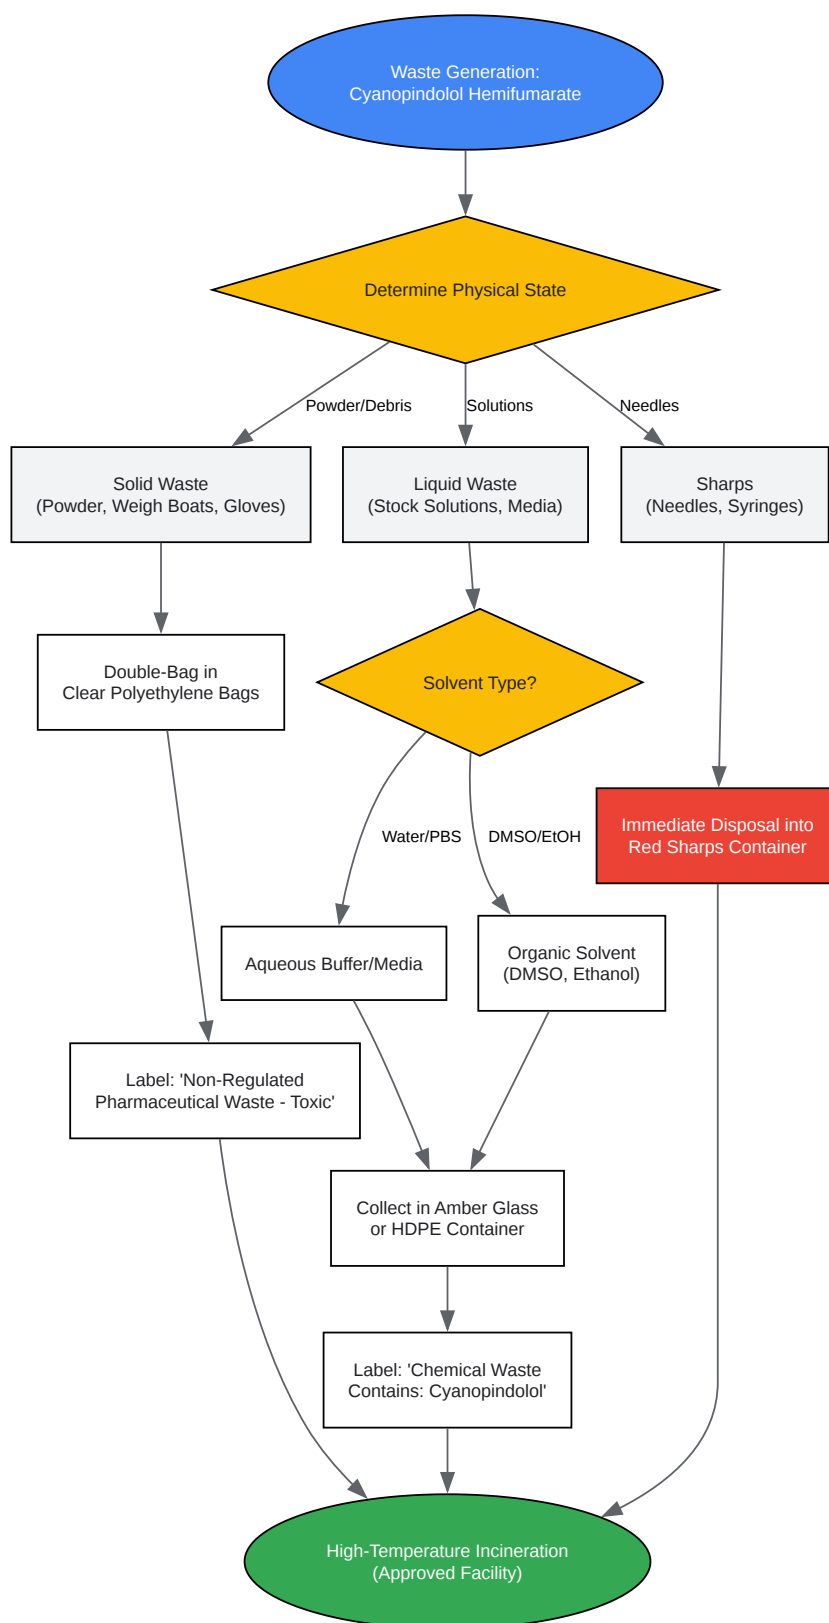 Waste Generation:
Cyanopindolol Hemifumarate
Determine Physical State
Powder/Debris
Solutions
Needles
Solid Waste
(Powder, Weigh Boats, Gloves)
Liquid Waste
(Stock Solutions, Media)
Sharps
(Needles, Syringes)
Double-Bag in
Clear Polyethylene Bags
Solvent Type?
Immediate Disposal into
Red Sharps Container
Water/PBS
DMSO/EtOH
Aqueous Buffer/Media
Organic Solvent
(DMSO, Ethanol)
Label: 'Non-Regulated
Pharmaceutical Waste - Toxic'
Collect in Amber Glass
or HDPE Container
Label: 'Chemical Waste
Contains: Cyanopindolol'
High-Temperature Incineration
(Approved Facility)